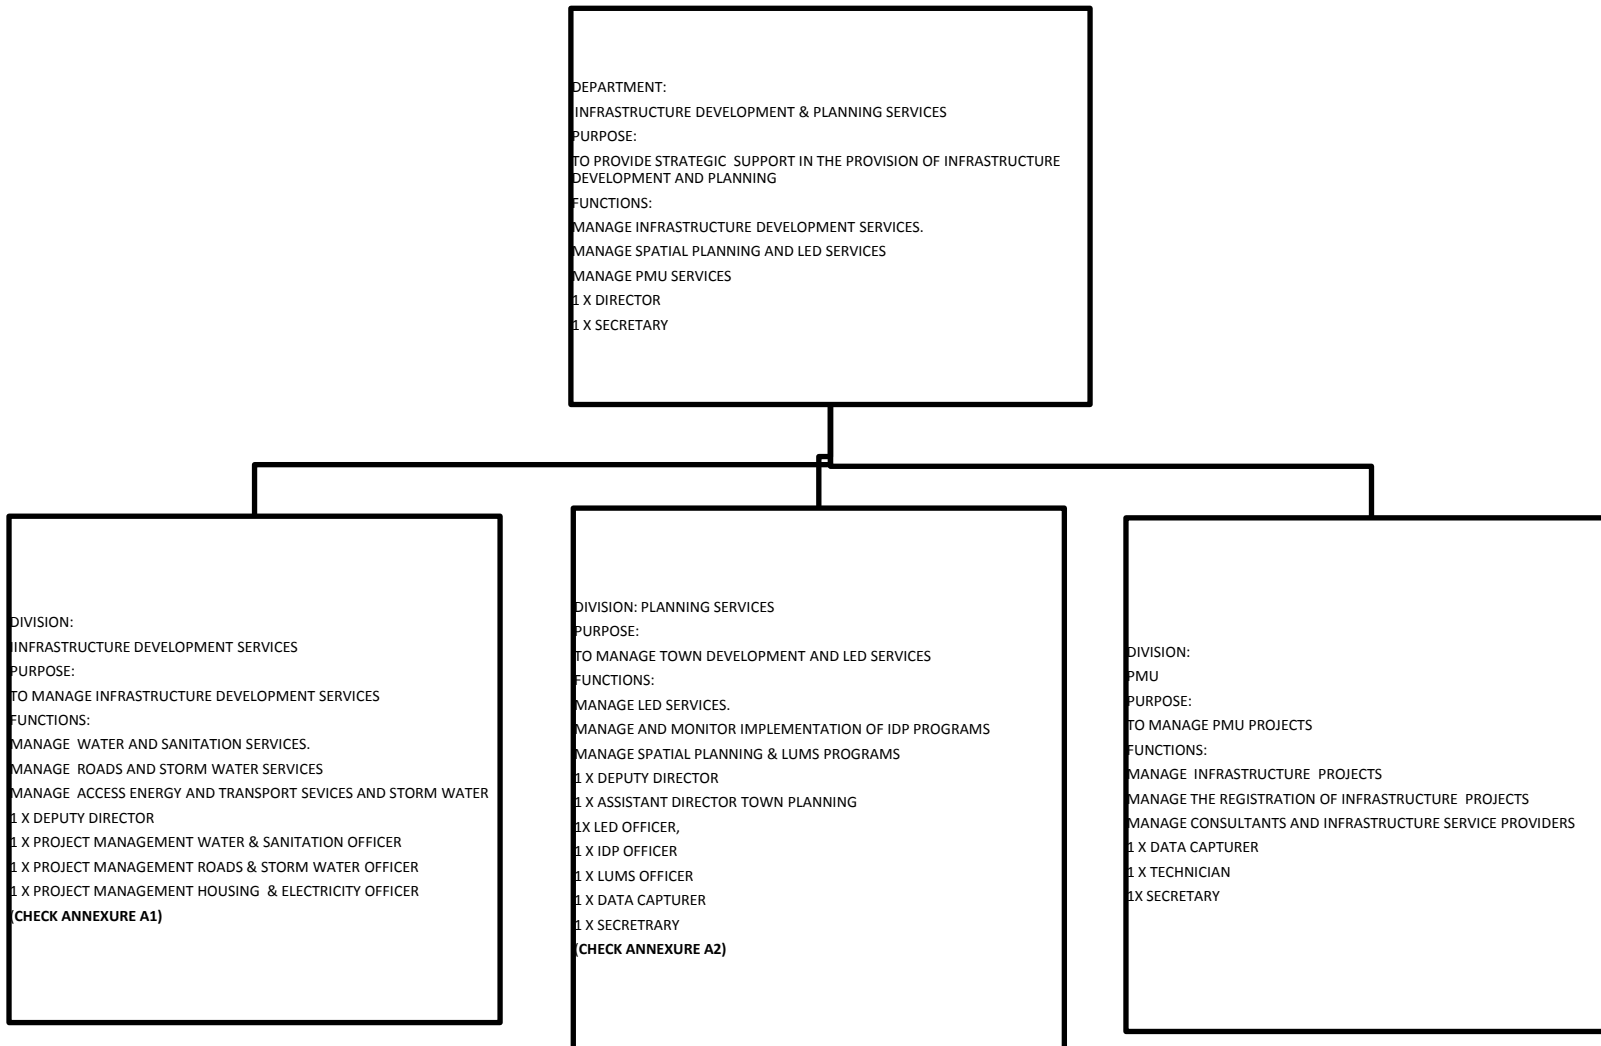 DEPARTMENT:
INFRASTRUCTURE DEVELOPMENT & PLANNING SERVICES
PURPOSE:
TO PROVIDE STRATEGIC SUPPORT IN THE PROVISION OF INFRASTRUCTURE
DEVELOPMENT AND PLANNING
FUNCTIONS:
MANAGE INFRASTRUCTURE DEVELOPMENT SERVICES.
MANAGE SPATIAL PLANNING AND LED SERVICES
MANAGE PMU SERVICES
1 X DIRECTOR
1 X SECRETARY
DIVISION:
IINFRASTRUCTURE DEVELOPMENT SERVICES
PURPOSE:
TO MANAGE INFRASTRUCTURE DEVELOPMENT SERVICES
FUNCTIONS:
MANAGE WATER AND SANITATION SERVICES.
MANAGE ROADS AND STORM WATER SERVICES
MANAGE ACCESS ENERGY AND TRANSPORT SEVICES AND STORM WATER
1 X DEPUTY DIRECTOR
1 X PROJECT MANAGEMENT WATER & SANITATION OFFICER
1 X PROJECT MANAGEMENT ROADS & STORM WATER OFFICER
1 X PROJECT MANAGEMENT HOUSING & ELECTRICITY OFFICER
(CHECK ANNEXURE A1)
DIVISION: PLANNING SERVICES
PURPOSE:
TO MANAGE TOWN DEVELOPMENT AND LED SERVICES
FUNCTIONS:
MANAGE LED SERVICES.
MANAGE AND MONITOR IMPLEMENTATION OF IDP PROGRAMS
MANAGE SPATIAL PLANNING & LUMS PROGRAMS
1 X DEPUTY DIRECTOR
1 X ASSISTANT DIRECTOR TOWN PLANNING
1X LED OFFICER,
1 X IDP OFFICER
1 X LUMS OFFICER
1 X DATA CAPTURER
1 X SECRETRARY
(CHECK ANNEXURE A2)
DIVISION:
PMU
PURPOSE:
TO MANAGE PMU PROJECTS
FUNCTIONS:
MANAGE INFRASTRUCTURE PROJECTS
MANAGE THE REGISTRATION OF INFRASTRUCTURE PROJECTS
MANAGE CONSULTANTS AND INFRASTRUCTURE SERVICE PROVIDERS
1 X DATA CAPTURER
1 X TECHNICIAN
1X SECRETARY